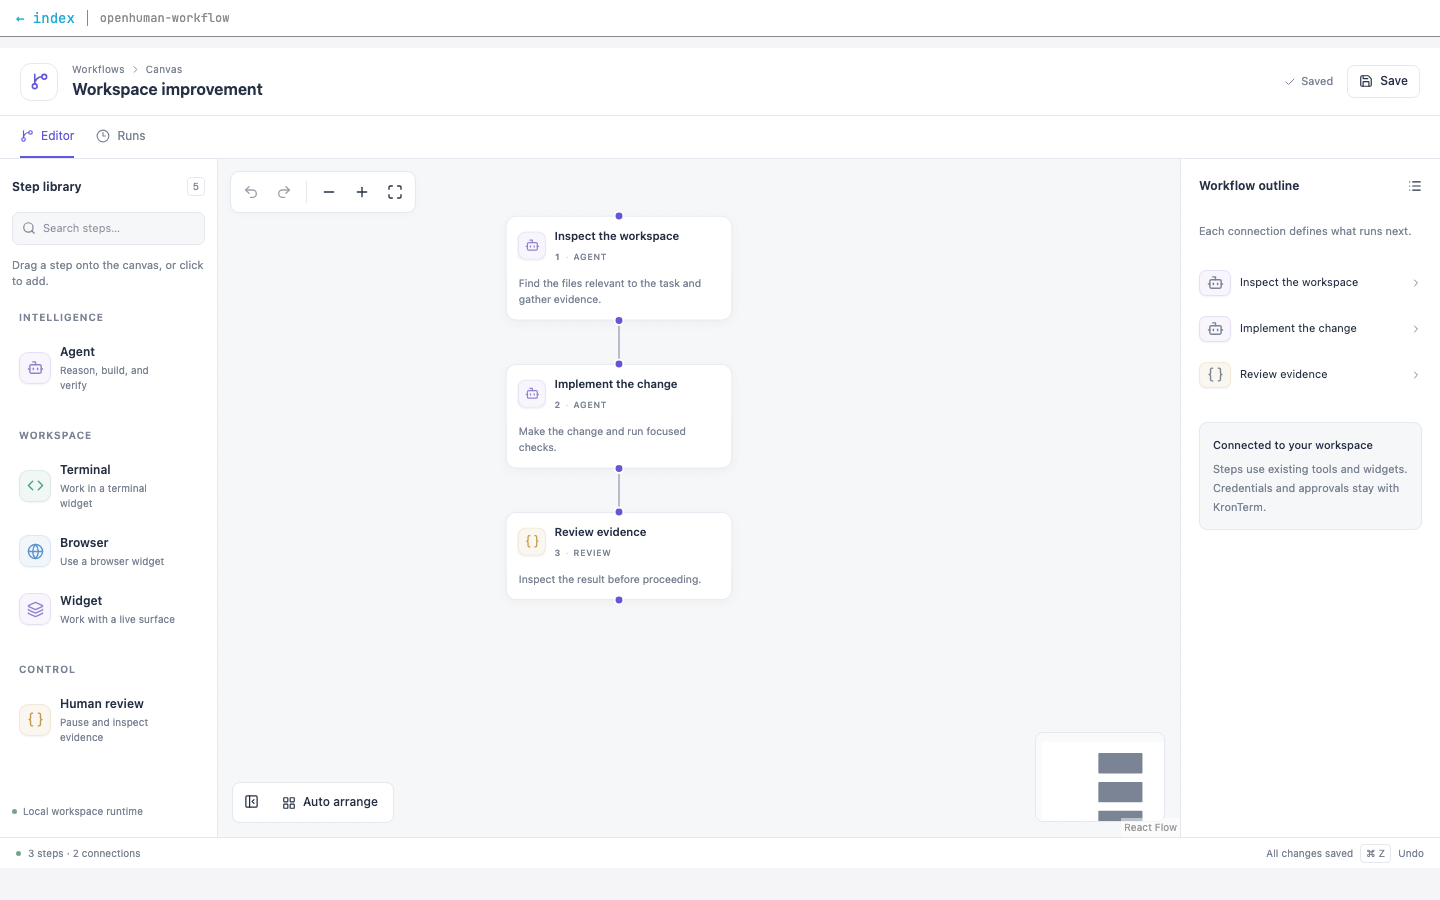 ← index | openhuman-workflow
Workflows > Canvas
Workspace improvement
Saved
Save
Editor
Runs
Step library
5
Search steps...
Drag a step onto the canvas, or click
to add.
INTELLIGENCE
Agent
Reason, build, and
verify
WORKSPACE
Terminal
Work in a terminal
widget
Browser
Use a browser widget
Widget
Work with a live surface
CONTROL
Human review
Pause and inspect
evidence
Local workspace runtime
Inspect the workspace
1 · AGENT
Find the files relevant to the task and
gather evidence.
Implement the change
2 · AGENT
Make the change and run focused
checks.
Review evidence
3 · REVIEW
Inspect the result before proceeding.
Auto arrange
React Flow
Workflow outline
Each connection defines what runs next.
Inspect the workspace
Implement the change
Review evidence
Connected to your workspace
Steps use existing tools and widgets.
Credentials and approvals stay with
KronTerm.
3 steps · 2 connections
All changes saved ⌘ Z Undo